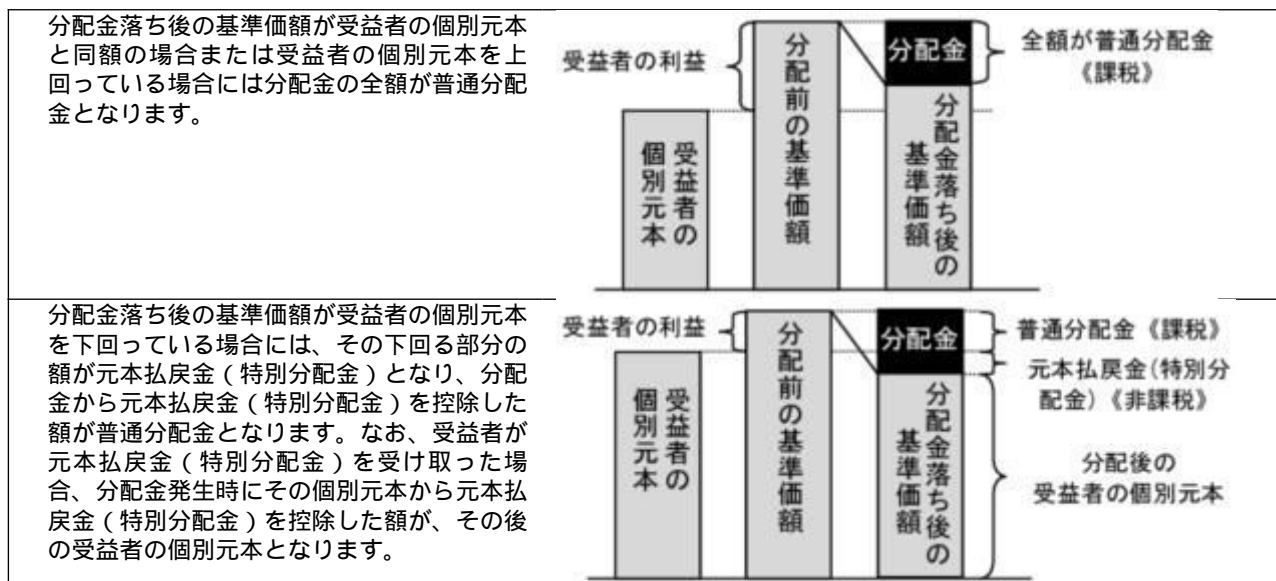 分配金落ち後の基準価額が受益者の個別元本
と同額の場合または受益者の個別元本を上
回っている場合には分配金の全額が普通分配
金となります。
受益者の利益
受益者の
個別元本
分配前の基準価額
分配金
分配金落ち後の
基準価額
全額が普通分配金
《課税》
分配金落ち後の基準価額が受益者の個別元本
を下回っている場合には、その下回る部分の
額が元本払戻金(特別分配金)となり、分配
金から元本払戻金(特別分配金)を控除した
額が普通分配金となります。なお、受益者が
元本払戻金(特別分配金)を受け取った場
合、分配金発生時にその個別元本から元本払
戻金(特別分配金)を控除した額が、その後
の受益者の個別元本となります。
受益者の利益
受益者の
個別元本
分配前の基準価額
分配金
分配金落ち後の
基準価額
普通分配金《課税》
元本払戻金(特別分
配金)《非課税》
分配後の
受益者の個別元本